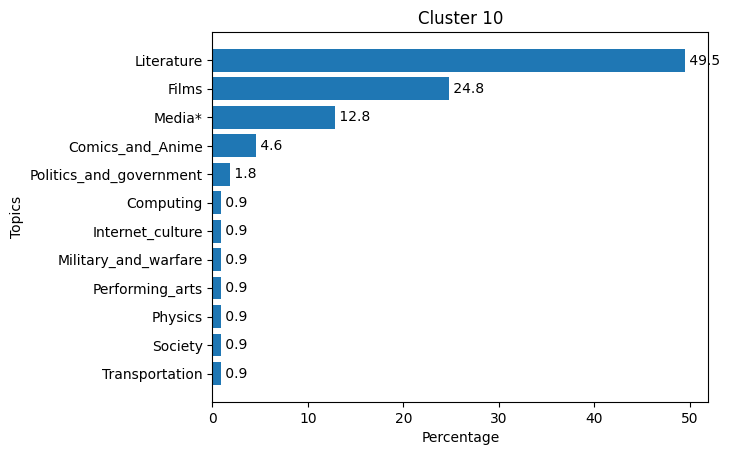 Cluster 10
Topics
Literature 49.5
Films 24.8
Media* 12.8
Comics_and_Anime 4.6
Politics_and_government 1.8
Computing 0.9
Internet_culture 0.9
Military_and_warfare 0.9
Performing_arts 0.9
Physics 0.9
Society 0.9
Transportation 0.9
0 10 20 30 40 50
Percentage